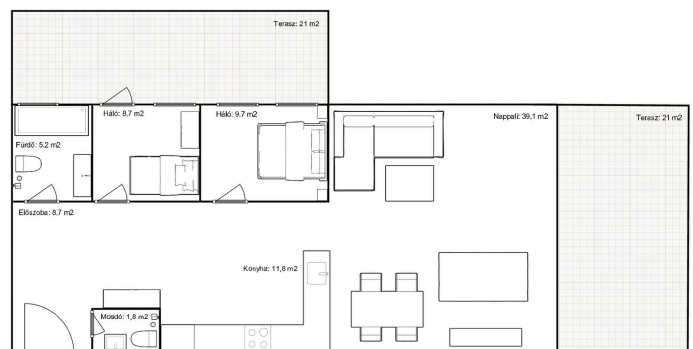 Terasz: 21 m2
Háló: 8,7 m2
Háló: 9,7 m2
Nappali: 39,1 m2
Terasz: 21 m2
Fürdő: 5,2 m2
Előszoba: 8,7 m2
Konyha: 11,8 m2
Mosdó: 1,8 m2